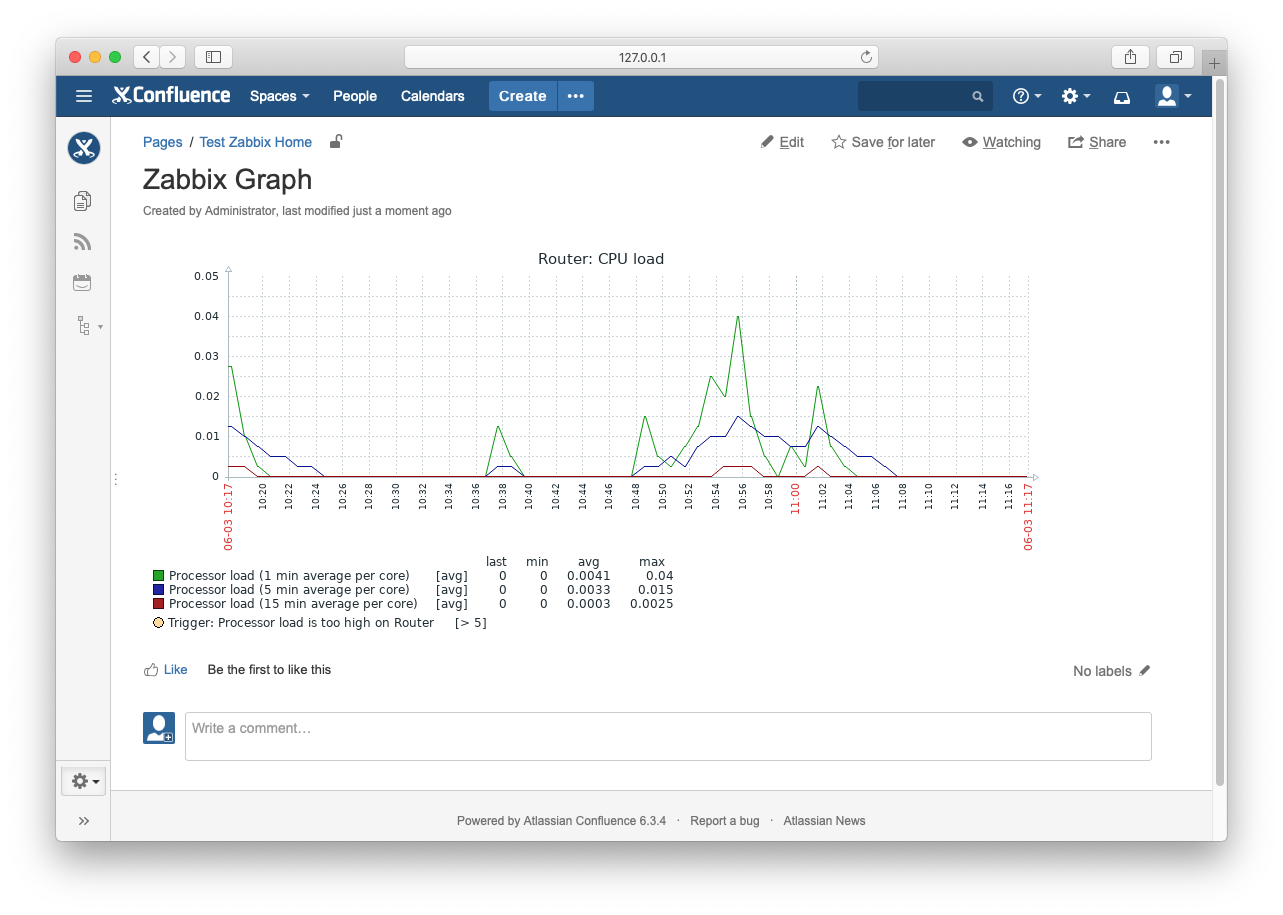 127.0.0.1
Confluence Spaces People Calendars Create •••
Pages / Test Zabbix Home
Edit Save for later Watching Share •••
Zabbix Graph
Created by Administrator, last modified just a moment ago
Router: CPU load
0.05
0.04
0.03
0.02
0.01
0
06-03 10:17 10:20 10:22 10:24 10:26 10:28 10:30 10:32 10:34 10:36 10:38 10:40 10:42 10:44 10:46 10:48 10:50 10:52 10:54 10:56 10:58 11:00 11:02 11:04 11:06 11:08 11:10 11:12 11:14 11:16 06-03 11:17
last min avg max
Processor load (1 min average per core) [avg] 0 0 0.0041 0.04
Processor load (5 min average per core) [avg] 0 0 0.0033 0.015
Processor load (15 min average per core) [avg] 0 0 0.0003 0.0025
Trigger: Processor load is too high on Router [> 5]
Like Be the first to like this
No labels
Write a comment…
Powered by Atlassian Confluence 6.3.4 · Report a bug · Atlassian News